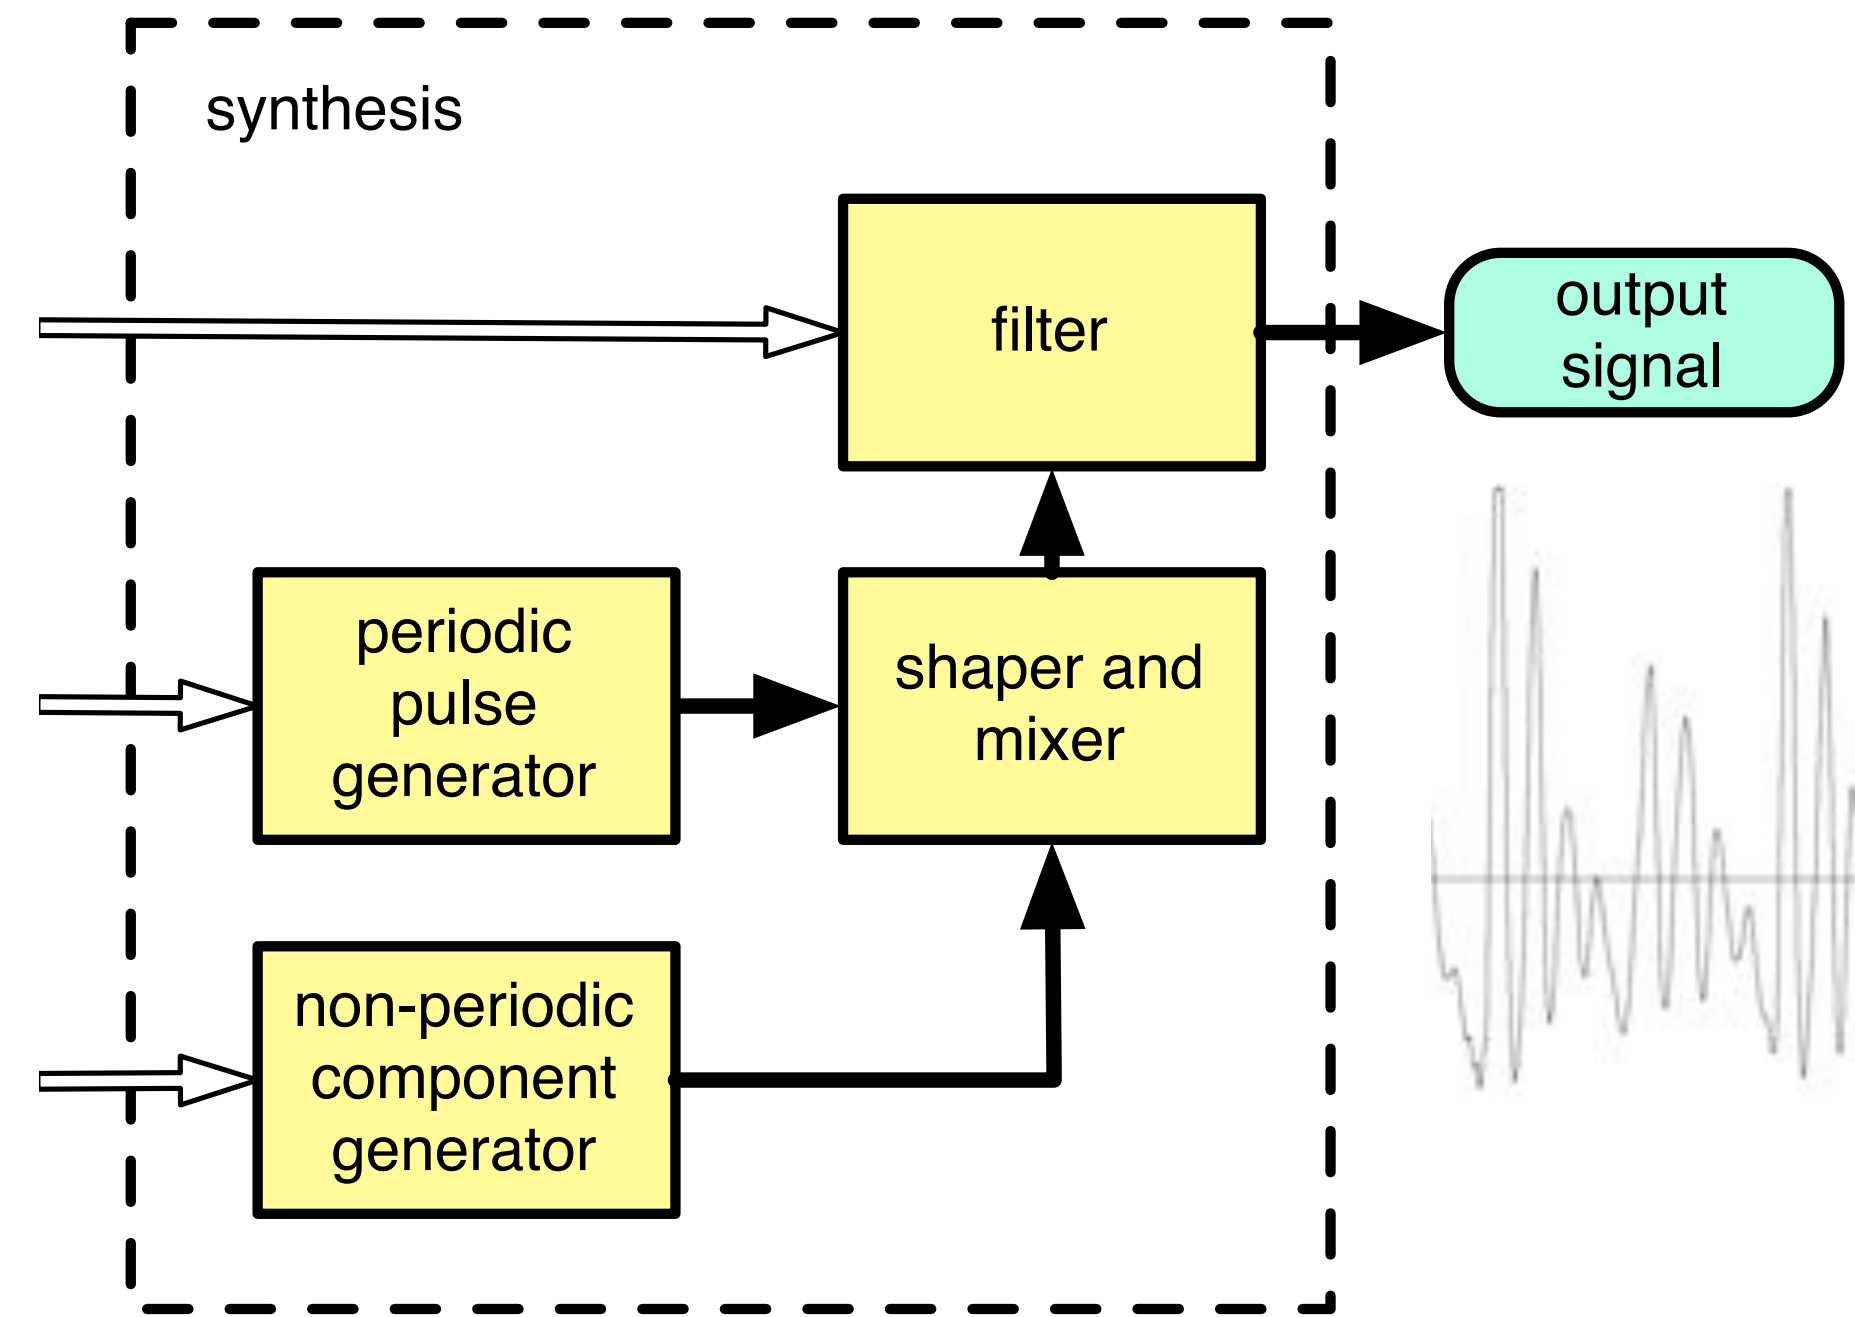 synthesis
filter
output
signal
periodic
pulse
generator
shaper and
mixer
non-periodic
component
generator